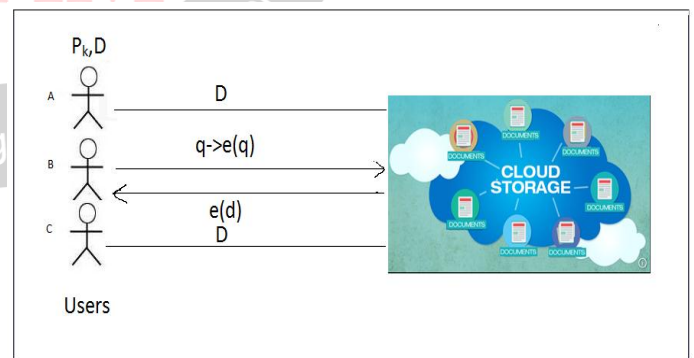 Pk,D
A
D
q->e(q)
B
e(d)
C
D
Users
DOCUMENTS
DOCUMENTS
DOCUMENTS
CLOUD
STORAGE
DOCUMENTS
DOCUMENTS
DOCUMENTS
DOCUMENTS
DOCUMENTS